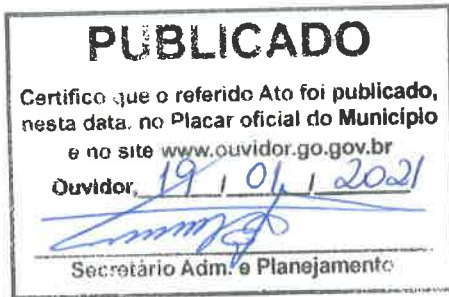 PUBLICADO
Certifico que o referido Ato foi publicado,
nesta data, no Placar oficial do Município
e no site www.ouvidor.go.gov.br
Ouvidor, 19 / 01 / 2021
Secretário Adm. e Planejamento